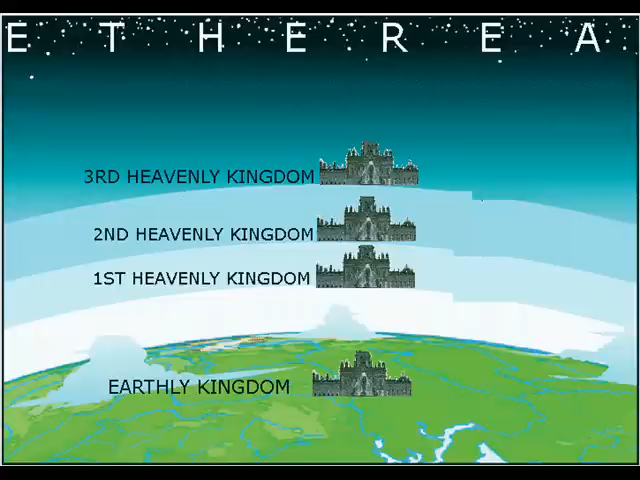 E T H E R E A
3RD HEAVENLY KINGDOM
2ND HEAVENLY KINGDOM
1ST HEAVENLY KINGDOM
EARTHLY KINGDOM